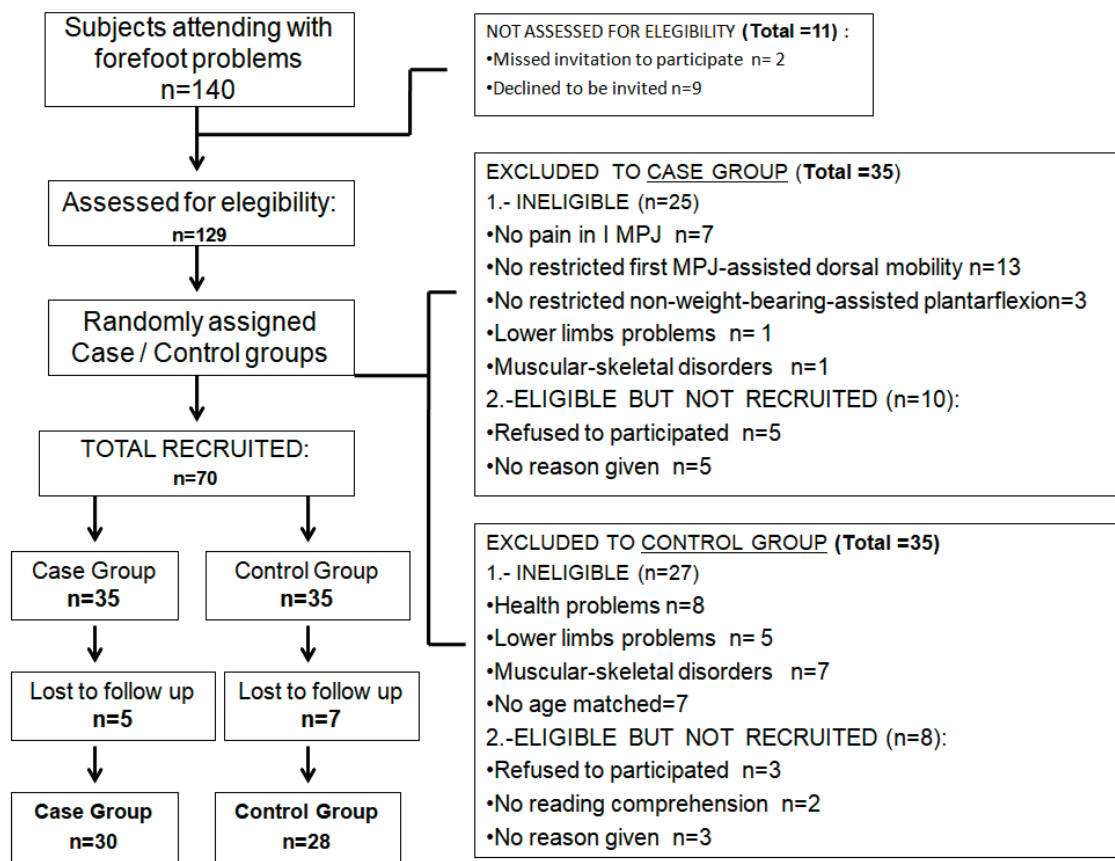 Subjects attending with
forefoot problems
n=140
NOT ASSESSED FOR ELEGIBILITY (Total =11) :
•Missed invitation to participate n= 2
•Declined to be invited n=9
Assessed for elegibility:
n=129
Randomly assigned
Case / Control groups
EXCLUDED TO CASE GROUP (Total =35)
1.- INELIGIBLE (n=25)
•No pain in I MPJ n=7
•No restricted first MPJ-assisted dorsal mobility n=13
•No restricted non-weight-bearing-assisted plantarflexion=3
•Lower limbs problems n= 1
•Muscular-skeletal disorders n=1
2.-ELIGIBLE BUT NOT RECRUITED (n=10):
•Refused to participated n=5
•No reason given n=5
TOTAL RECRUITED:
n=70
Case Group
n=35
Control Group
n=35
EXCLUDED TO CONTROL GROUP (Total =35)
1.- INELIGIBLE (n=27)
•Health problems n=8
•Lower limbs problems n= 5
•Muscular-skeletal disorders n=7
•No age matched=7
2.-ELIGIBLE BUT NOT RECRUITED (n=8):
•Refused to participated n=3
•No reading comprehension n=2
•No reason given n=3
Lost to follow up
n=5
Lost to follow up
n=7
Case Group
n=30
Control Group
n=28